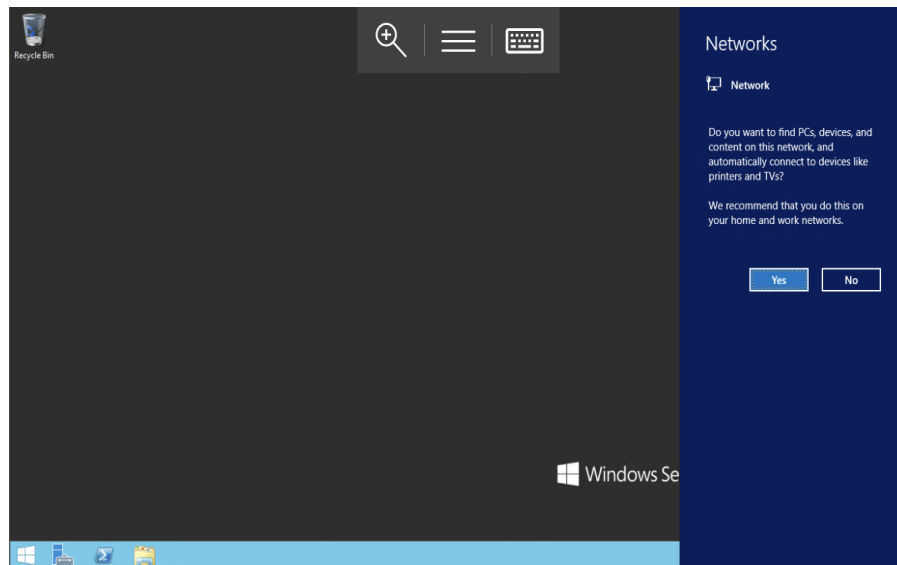 Recycle Bin
Networks
Network
Do you want to find PCs, devices, and
content on this network, and
automatically connect to devices like
printers and TVs?
We recommend that you do this on
your home and work networks.
Yes No
Windows Se